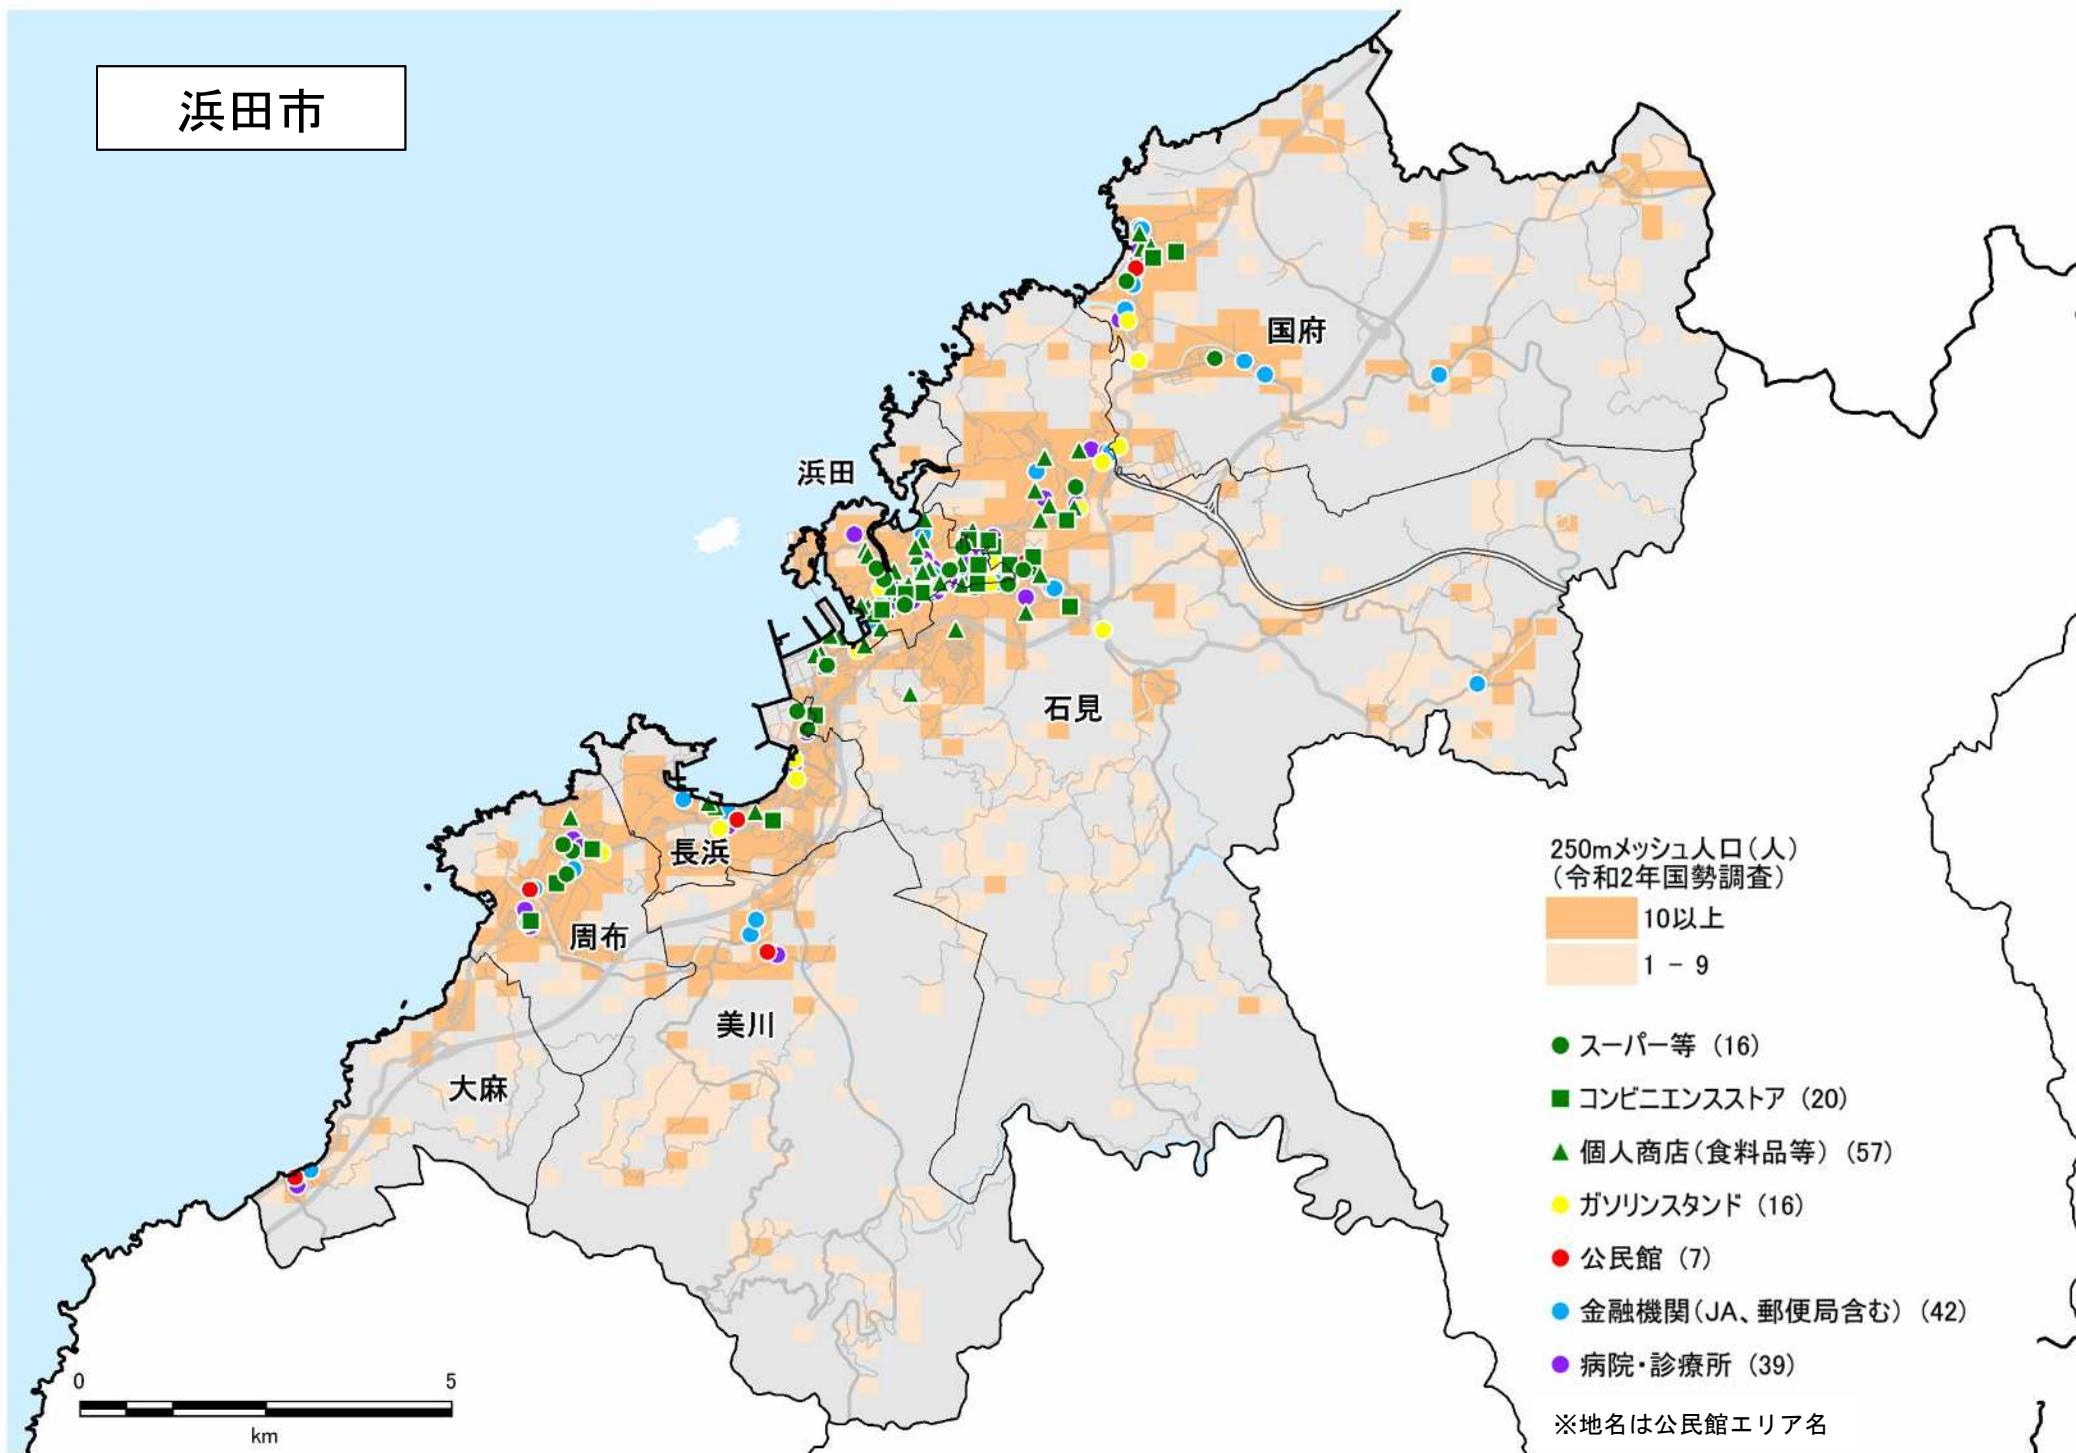 浜田市
国府
浜田
石見
長浜
周布
美川
大麻
250mメッシュ人口(人)
(令和2年国勢調査)
10以上
1 - 9
スーパー等 (16)
コンビニエンスストア (20)
個人商店(食料品等) (57)
ガソリンスタンド (16)
公民館 (7)
金融機関(JA、郵便局含む) (42)
病院・診療所 (39)
※地名は公民館エリア名
0 5
km